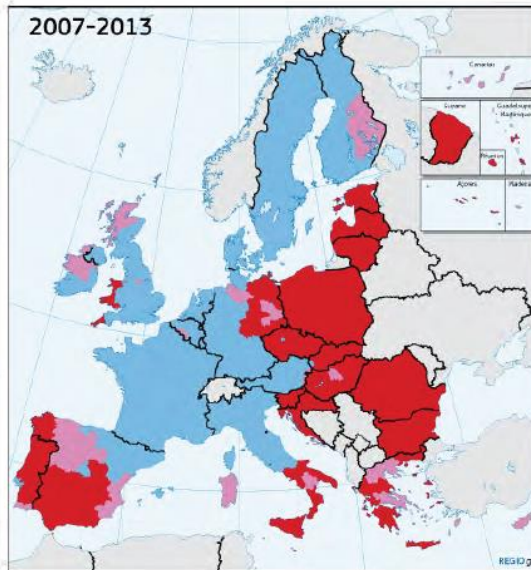 2007-2013
Canarias
Guyane
Guadeloupe
Martinique
Réunion
Açores
Madeira
REGIO